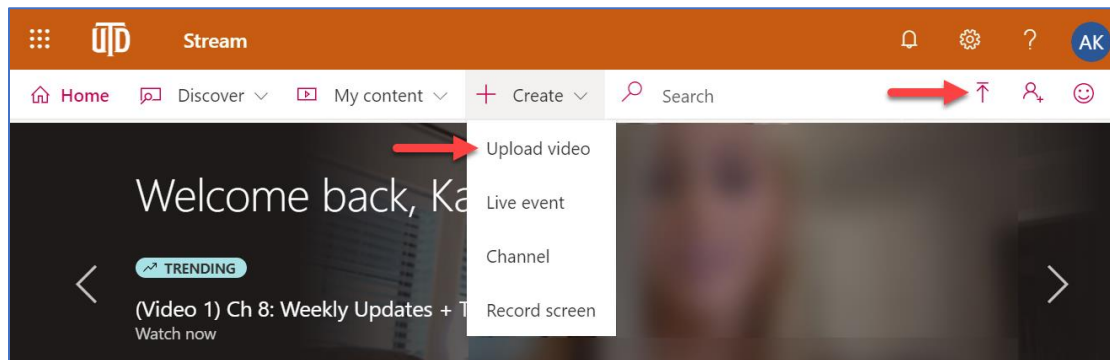 UTD Stream ? AK
Home Discover My content + Create Search
Upload video
Welcome back, Ka
Live event
TRENDING
Channel
(Video 1) Ch 8: Weekly Updates + T
Record screen
Watch now